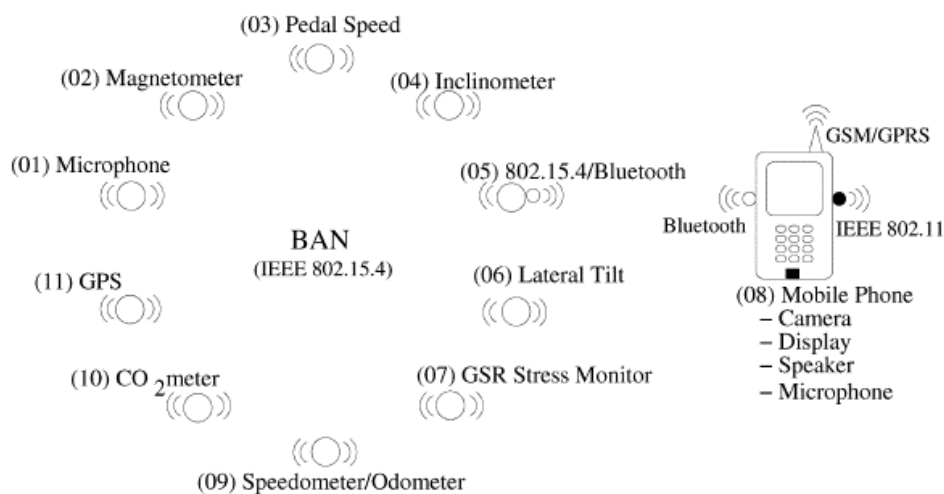 (03) Pedal Speed
(02) Magnetometer
(04) Inclinometer
GSM/GPRS
(01) Microphone
(05) 802.15.4/Bluetooth
Bluetooth
IEEE 802.11
BAN
(IEEE 802.15.4)
(11) GPS
(06) Lateral Tilt
(08) Mobile Phone
– Camera
– Display
– Speaker
– Microphone
(10) CO 2 meter
(07) GSR Stress Monitor
(09) Speedometer/Odometer